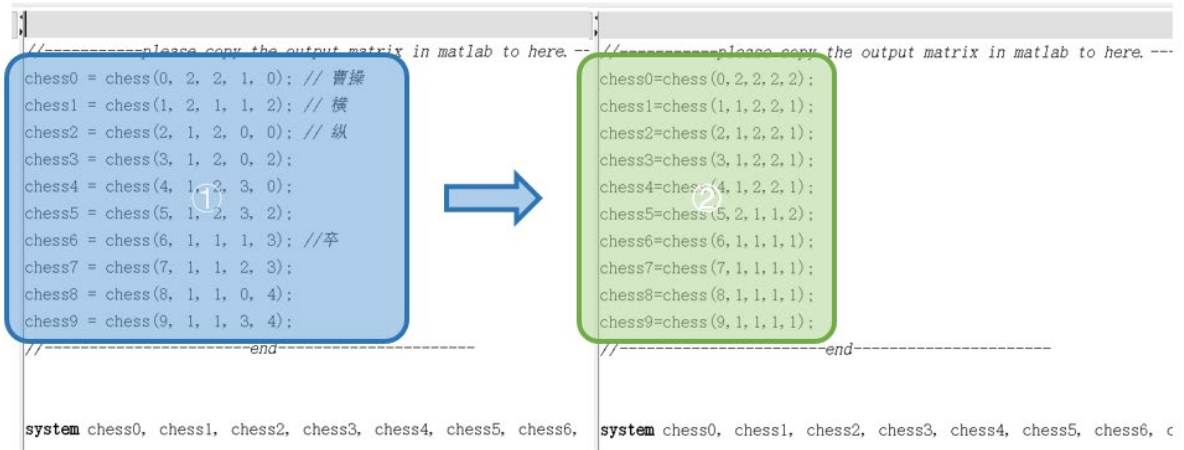 //-----------please copy the output matrix in matlab to here.--
chess0 = chess(0, 2, 2, 1, 0); // 曹操
chess1 = chess(1, 2, 1, 1, 2); // 横
chess2 = chess(2, 1, 2, 0, 0); // 纵
chess3 = chess(3, 1, 2, 0, 2);
chess4 = chess(4, 1, 2, 3, 0);
①
chess5 = chess(5, 1, 2, 3, 2);
chess6 = chess(6, 1, 1, 1, 3); //卒
chess7 = chess(7, 1, 1, 2, 3);
chess8 = chess(8, 1, 1, 0, 4);
chess9 = chess(9, 1, 1, 3, 4);
//-----------------------end----------------------
system chess0, chess1, chess2, chess3, chess4, chess5, chess6,
//-----------please copy the output matrix in matlab to here.---
chess0=chess(0,2,2,2,2);
chess1=chess(1,1,2,2,1);
chess2=chess(2,1,2,2,1);
chess3=chess(3,1,2,2,1);
chess4=chess(4,1,2,2,1);
②
chess5=chess(5,2,1,1,2);
chess6=chess(6,1,1,1,1);
chess7=chess(7,1,1,1,1);
chess8=chess(8,1,1,1,1);
chess9=chess(9,1,1,1,1);
//-----------------------end----------------------
system chess0, chess1, chess2, chess3, chess4, chess5, chess6, c